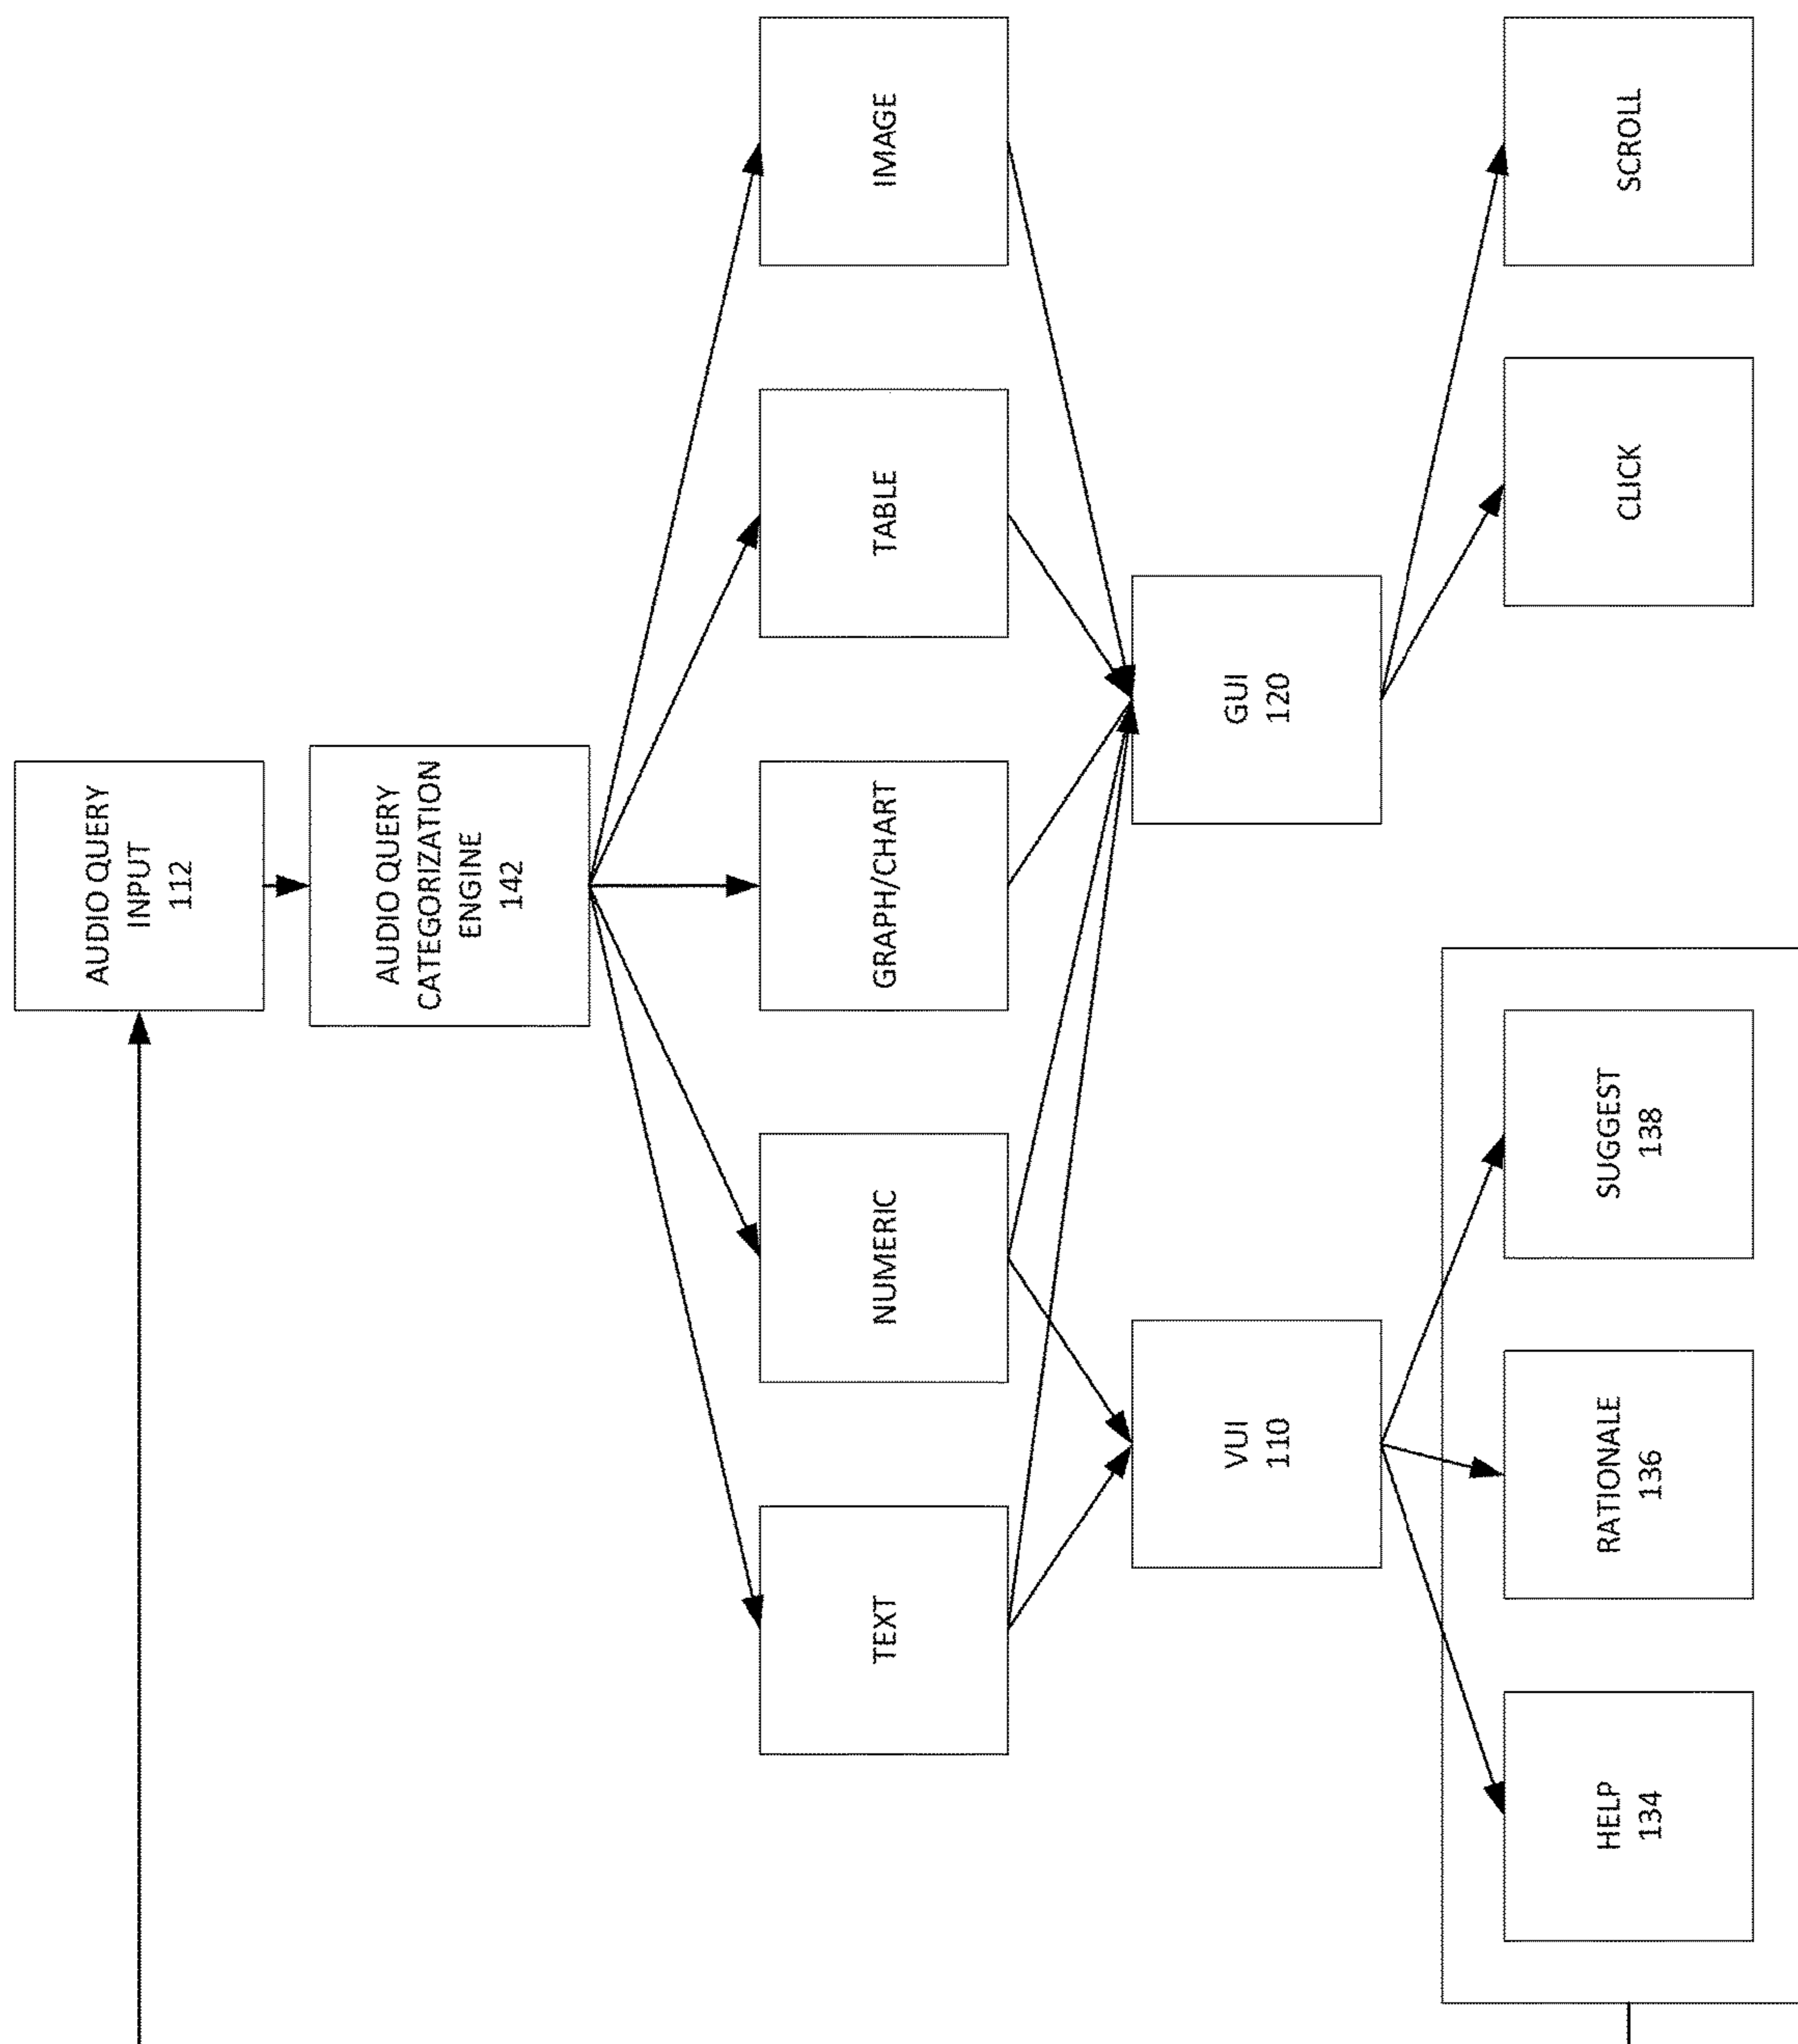 AUDIO QUERY
INPUT
112
AUDIO QUERY
CATEGORIZATION
ENGINE
142
TEXT
NUMERIC
GRAPH/CHART
TABLE
IMAGE
VUI
110
GUI
120
HELP
134
RATIONALE
136
SUGGEST
138
CLICK
SCROLL